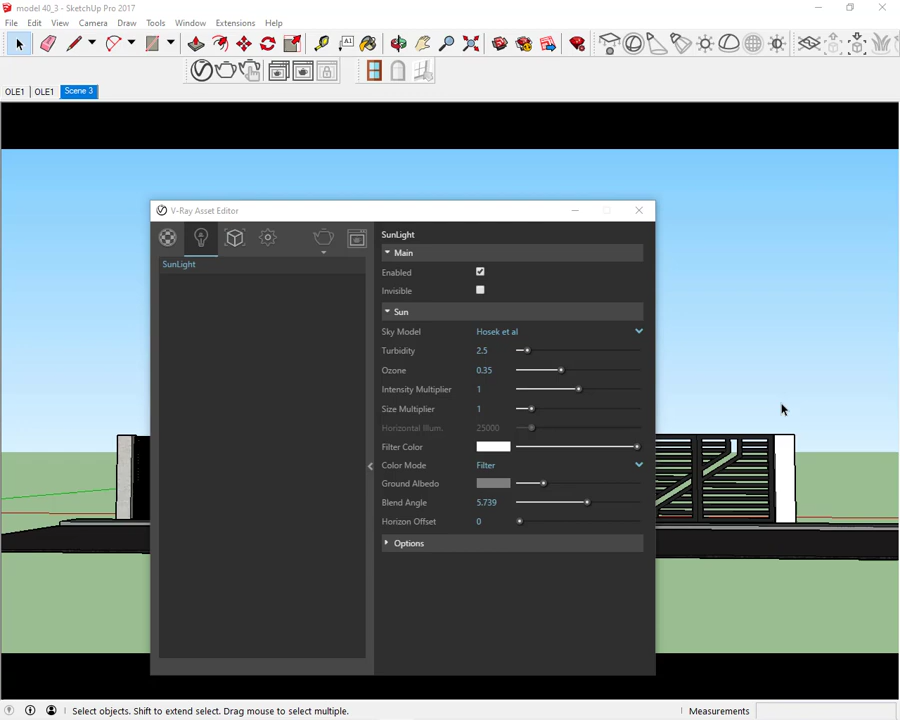 model 40_3 - SketchUp Pro 2017
File Edit View Camera Draw Tools Window Extensions Help
A1
OLE1 OLE1 Scene 3
V-Ray Asset Editor
SunLight
SunLight
Main
Enabled
Invisible
Sun
Sky Model Hosek et al
Turbidity 2.5
Ozone 0.35
Intensity Multiplier 1
Size Multiplier 1
Horizontal Illum. 25000
Filter Color
Color Mode Filter
Ground Albedo
Blend Angle 5.739
Horizon Offset 0
Options
Select objects. Shift to extend select. Drag mouse to select multiple. Measurements